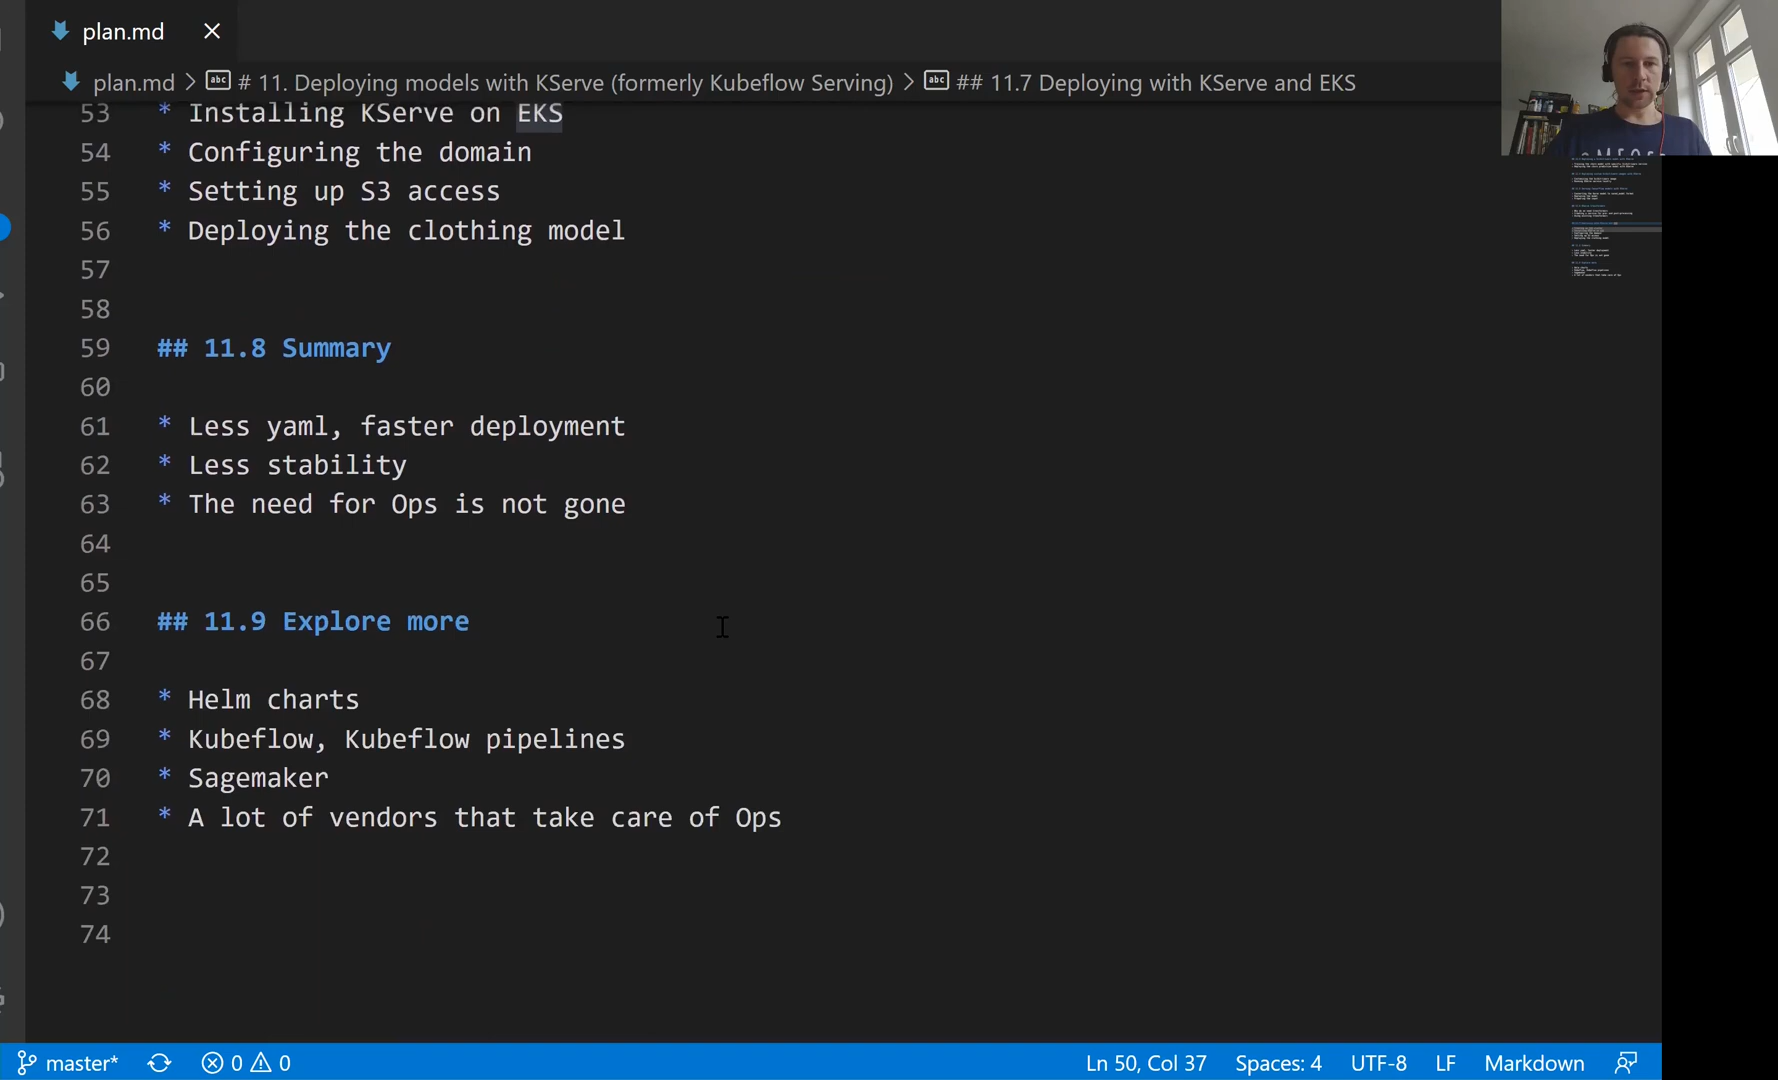 plan.md
plan.md > # 11. Deploying models with KServe (formerly Kubeflow Serving) > ## 11.7 Deploying with KServe and EKS
53 * Installing KServe on EKS
54 * Configuring the domain
55 * Setting up S3 access
56 * Deploying the clothing model
57
58
59 ## 11.8 Summary
60
61 * Less yaml, faster deployment
62 * Less stability
63 * The need for Ops is not gone
64
65
66 ## 11.9 Explore more
67
68 * Helm charts
69 * Kubeflow, Kubeflow pipelines
70 * Sagemaker
71 * A lot of vendors that take care of Ops
72
73
74
master* 0 0 Ln 50, Col 37 Spaces: 4 UTF-8 LF Markdown